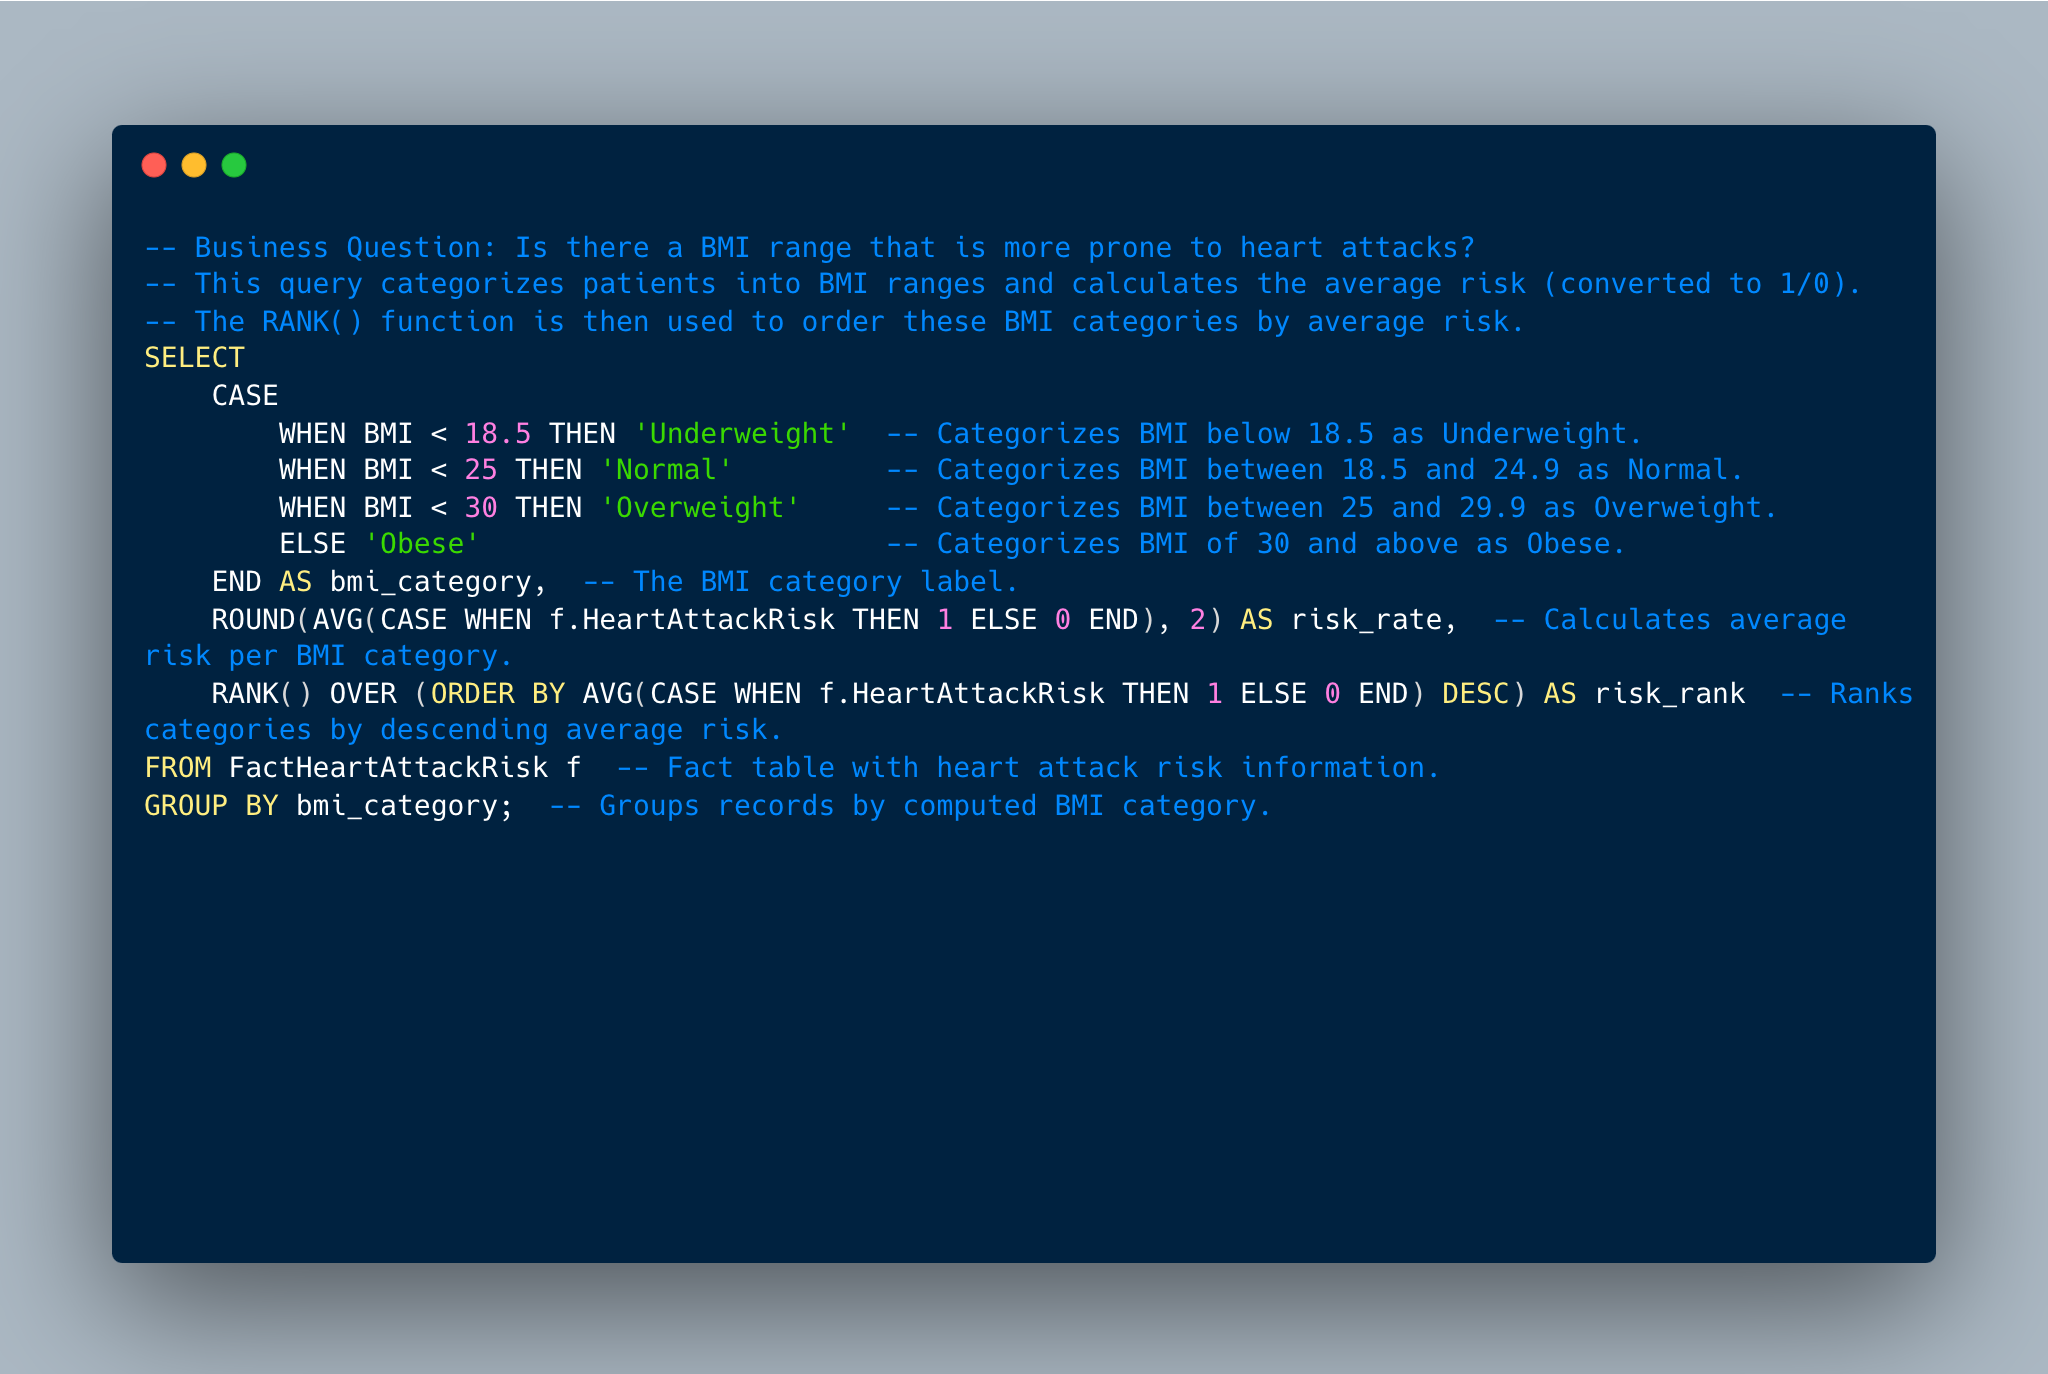 -- Business Question: Is there a BMI range that is more prone to heart attacks?
-- This query categorizes patients into BMI ranges and calculates the average risk (converted to 1/0).
-- The RANK() function is then used to order these BMI categories by average risk.
SELECT
    CASE
        WHEN BMI < 18.5 THEN 'Underweight'  -- Categorizes BMI below 18.5 as Underweight.
        WHEN BMI < 25 THEN 'Normal'         -- Categorizes BMI between 18.5 and 24.9 as Normal.
        WHEN BMI < 30 THEN 'Overweight'     -- Categorizes BMI between 25 and 29.9 as Overweight.
        ELSE 'Obese'                        -- Categorizes BMI of 30 and above as Obese.
    END AS bmi_category,  -- The BMI category label.
    ROUND(AVG(CASE WHEN f.HeartAttackRisk THEN 1 ELSE 0 END), 2) AS risk_rate,  -- Calculates average
risk per BMI category.
    RANK() OVER (ORDER BY AVG(CASE WHEN f.HeartAttackRisk THEN 1 ELSE 0 END) DESC) AS risk_rank  -- Ranks
categories by descending average risk.
FROM FactHeartAttackRisk f  -- Fact table with heart attack risk information.
GROUP BY bmi_category;  -- Groups records by computed BMI category.